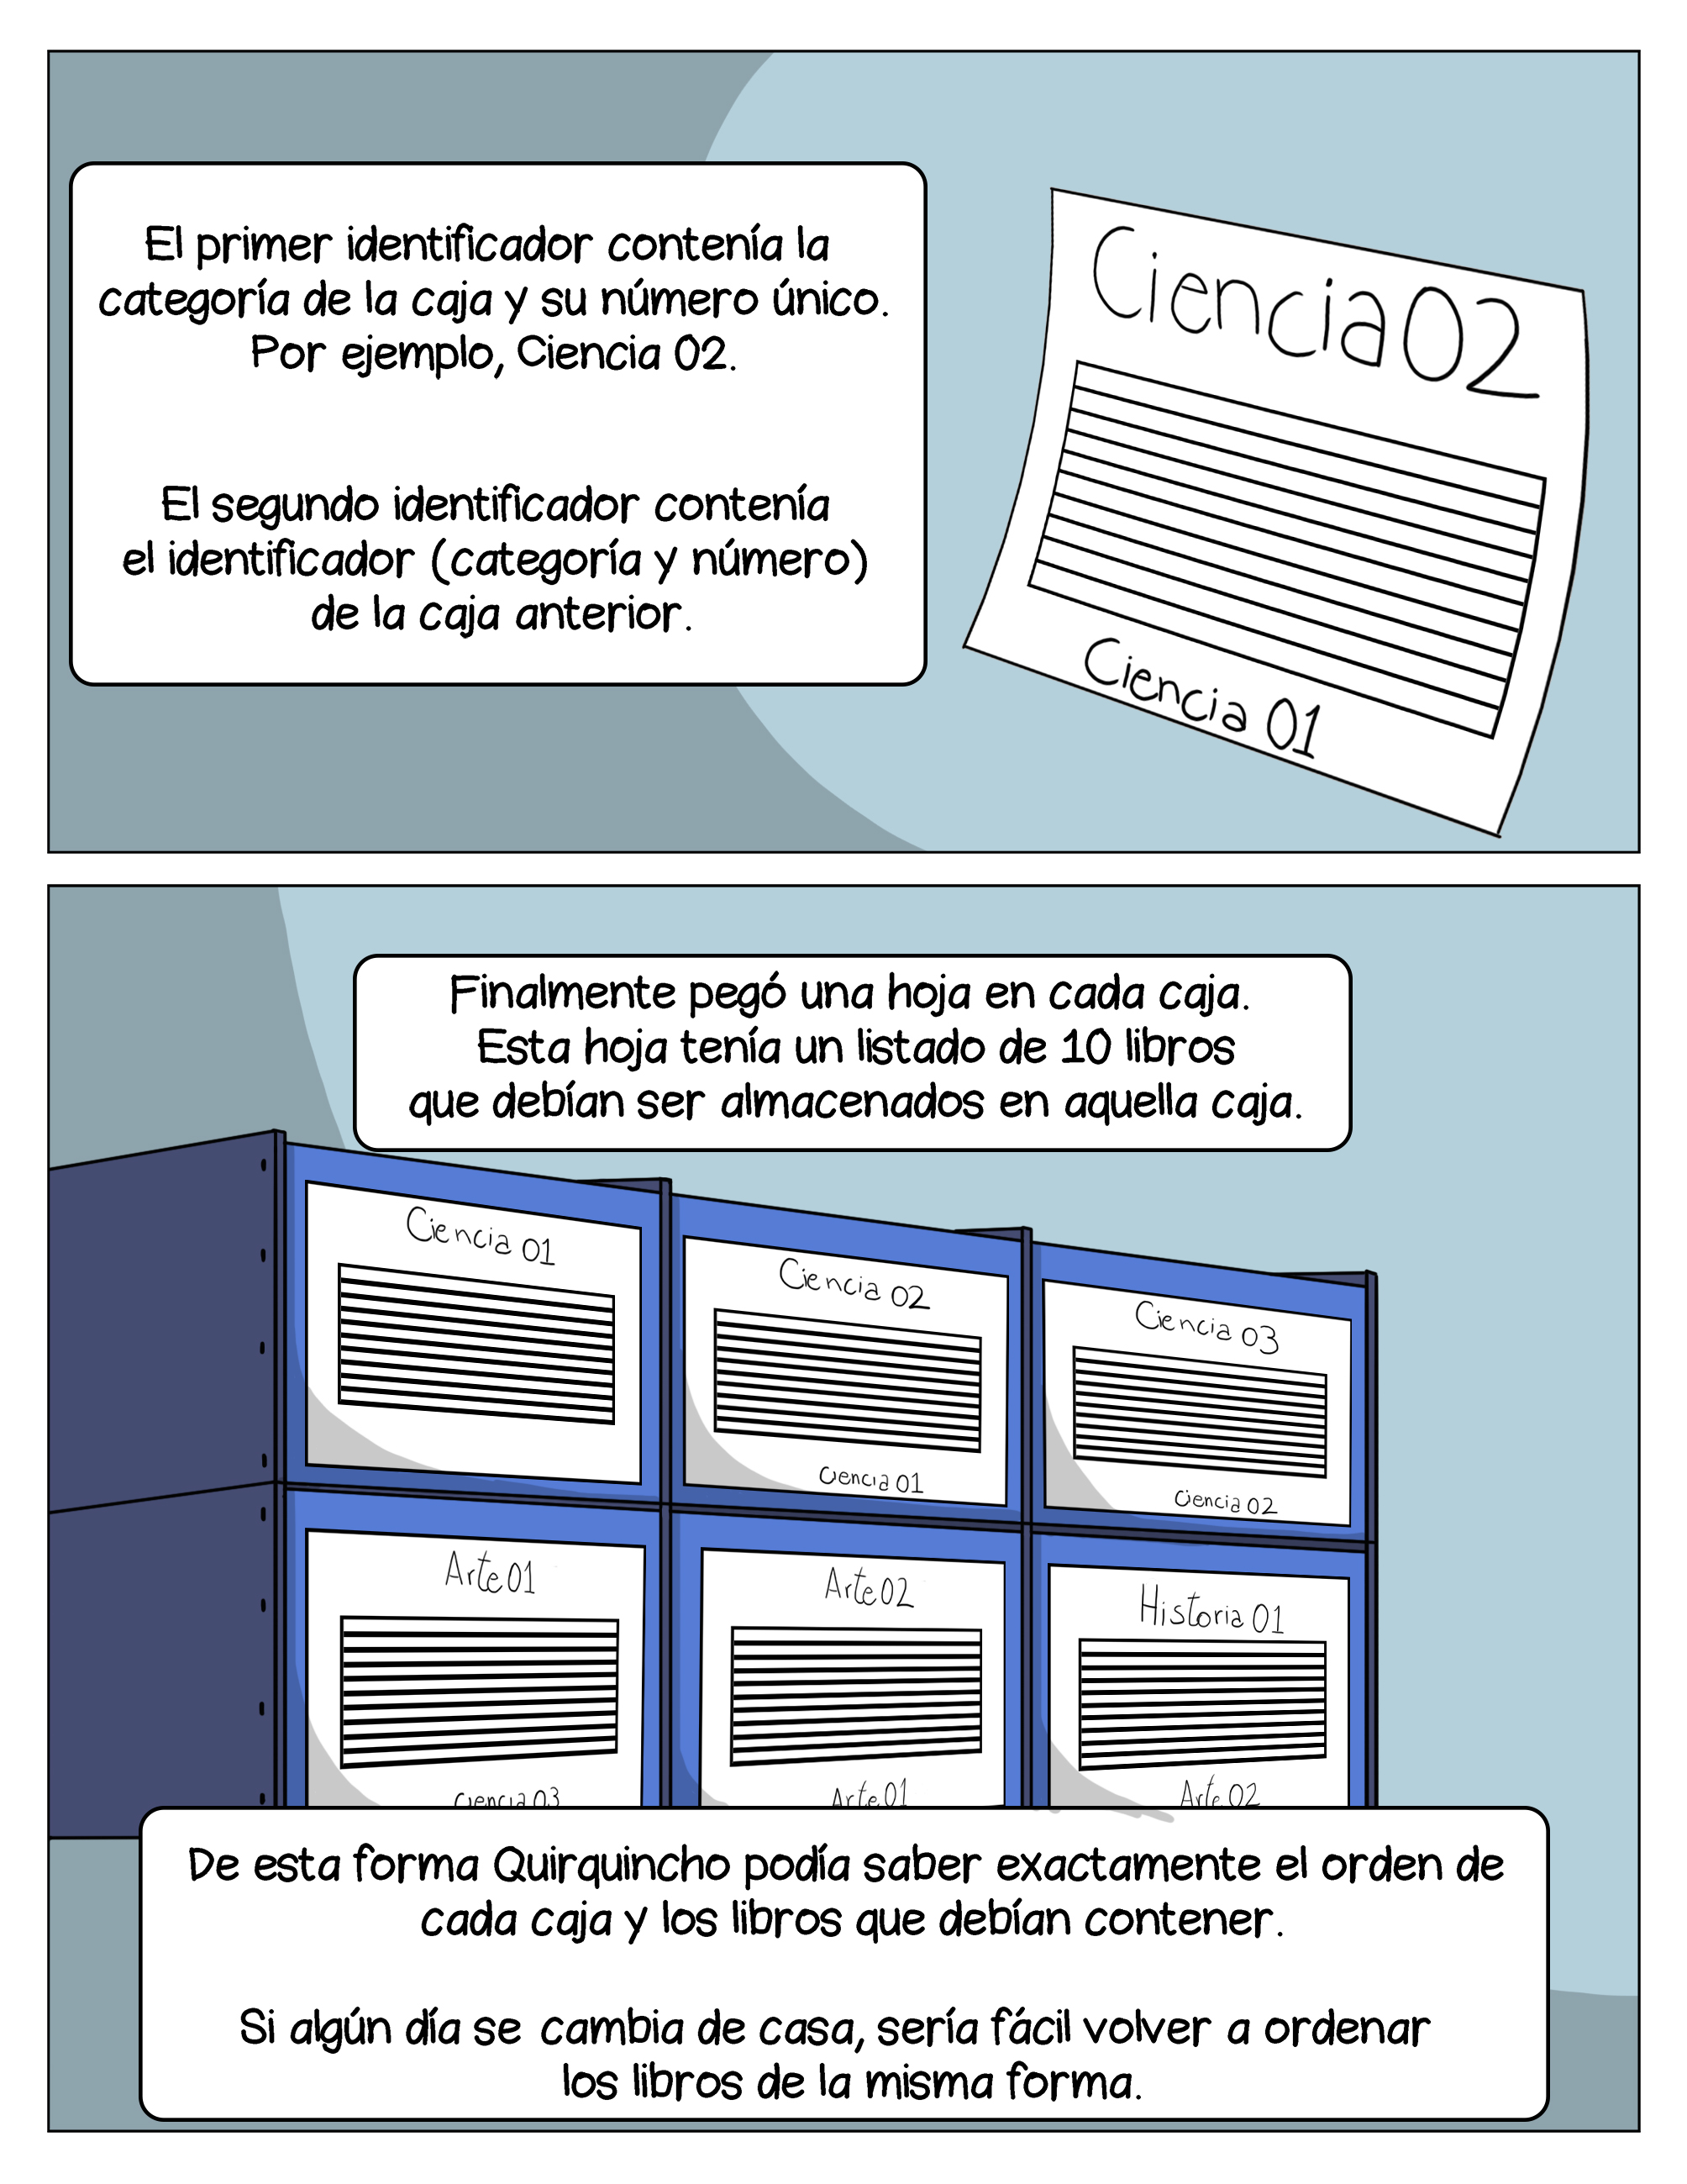 El primer identificador contenía la
categoría de la caja y su número único.
Por ejemplo, Ciencia 02.
El segundo identificador contenía
el identificador (categoría y número)
de la caja anterior.
Ciencia 02
Ciencia 01
Finalmente pegó una hoja en cada caja.
Esta hoja tenía un listado de 10 libros
que debían ser almacenados en aquella caja.
Ciencia 01
Ciencia 02
Ciencia 01
Ciencia 03
Ciencia 02
Arte 01
Ciencia 03
Arte 02
Arte 01
Historia 01
Arte 02
De esta forma Quirquincho podía saber exactamente el orden de
cada caja y los libros que debían contener.
Si algún día se cambia de casa, sería fácil volver a ordenar
los libros de la misma forma.